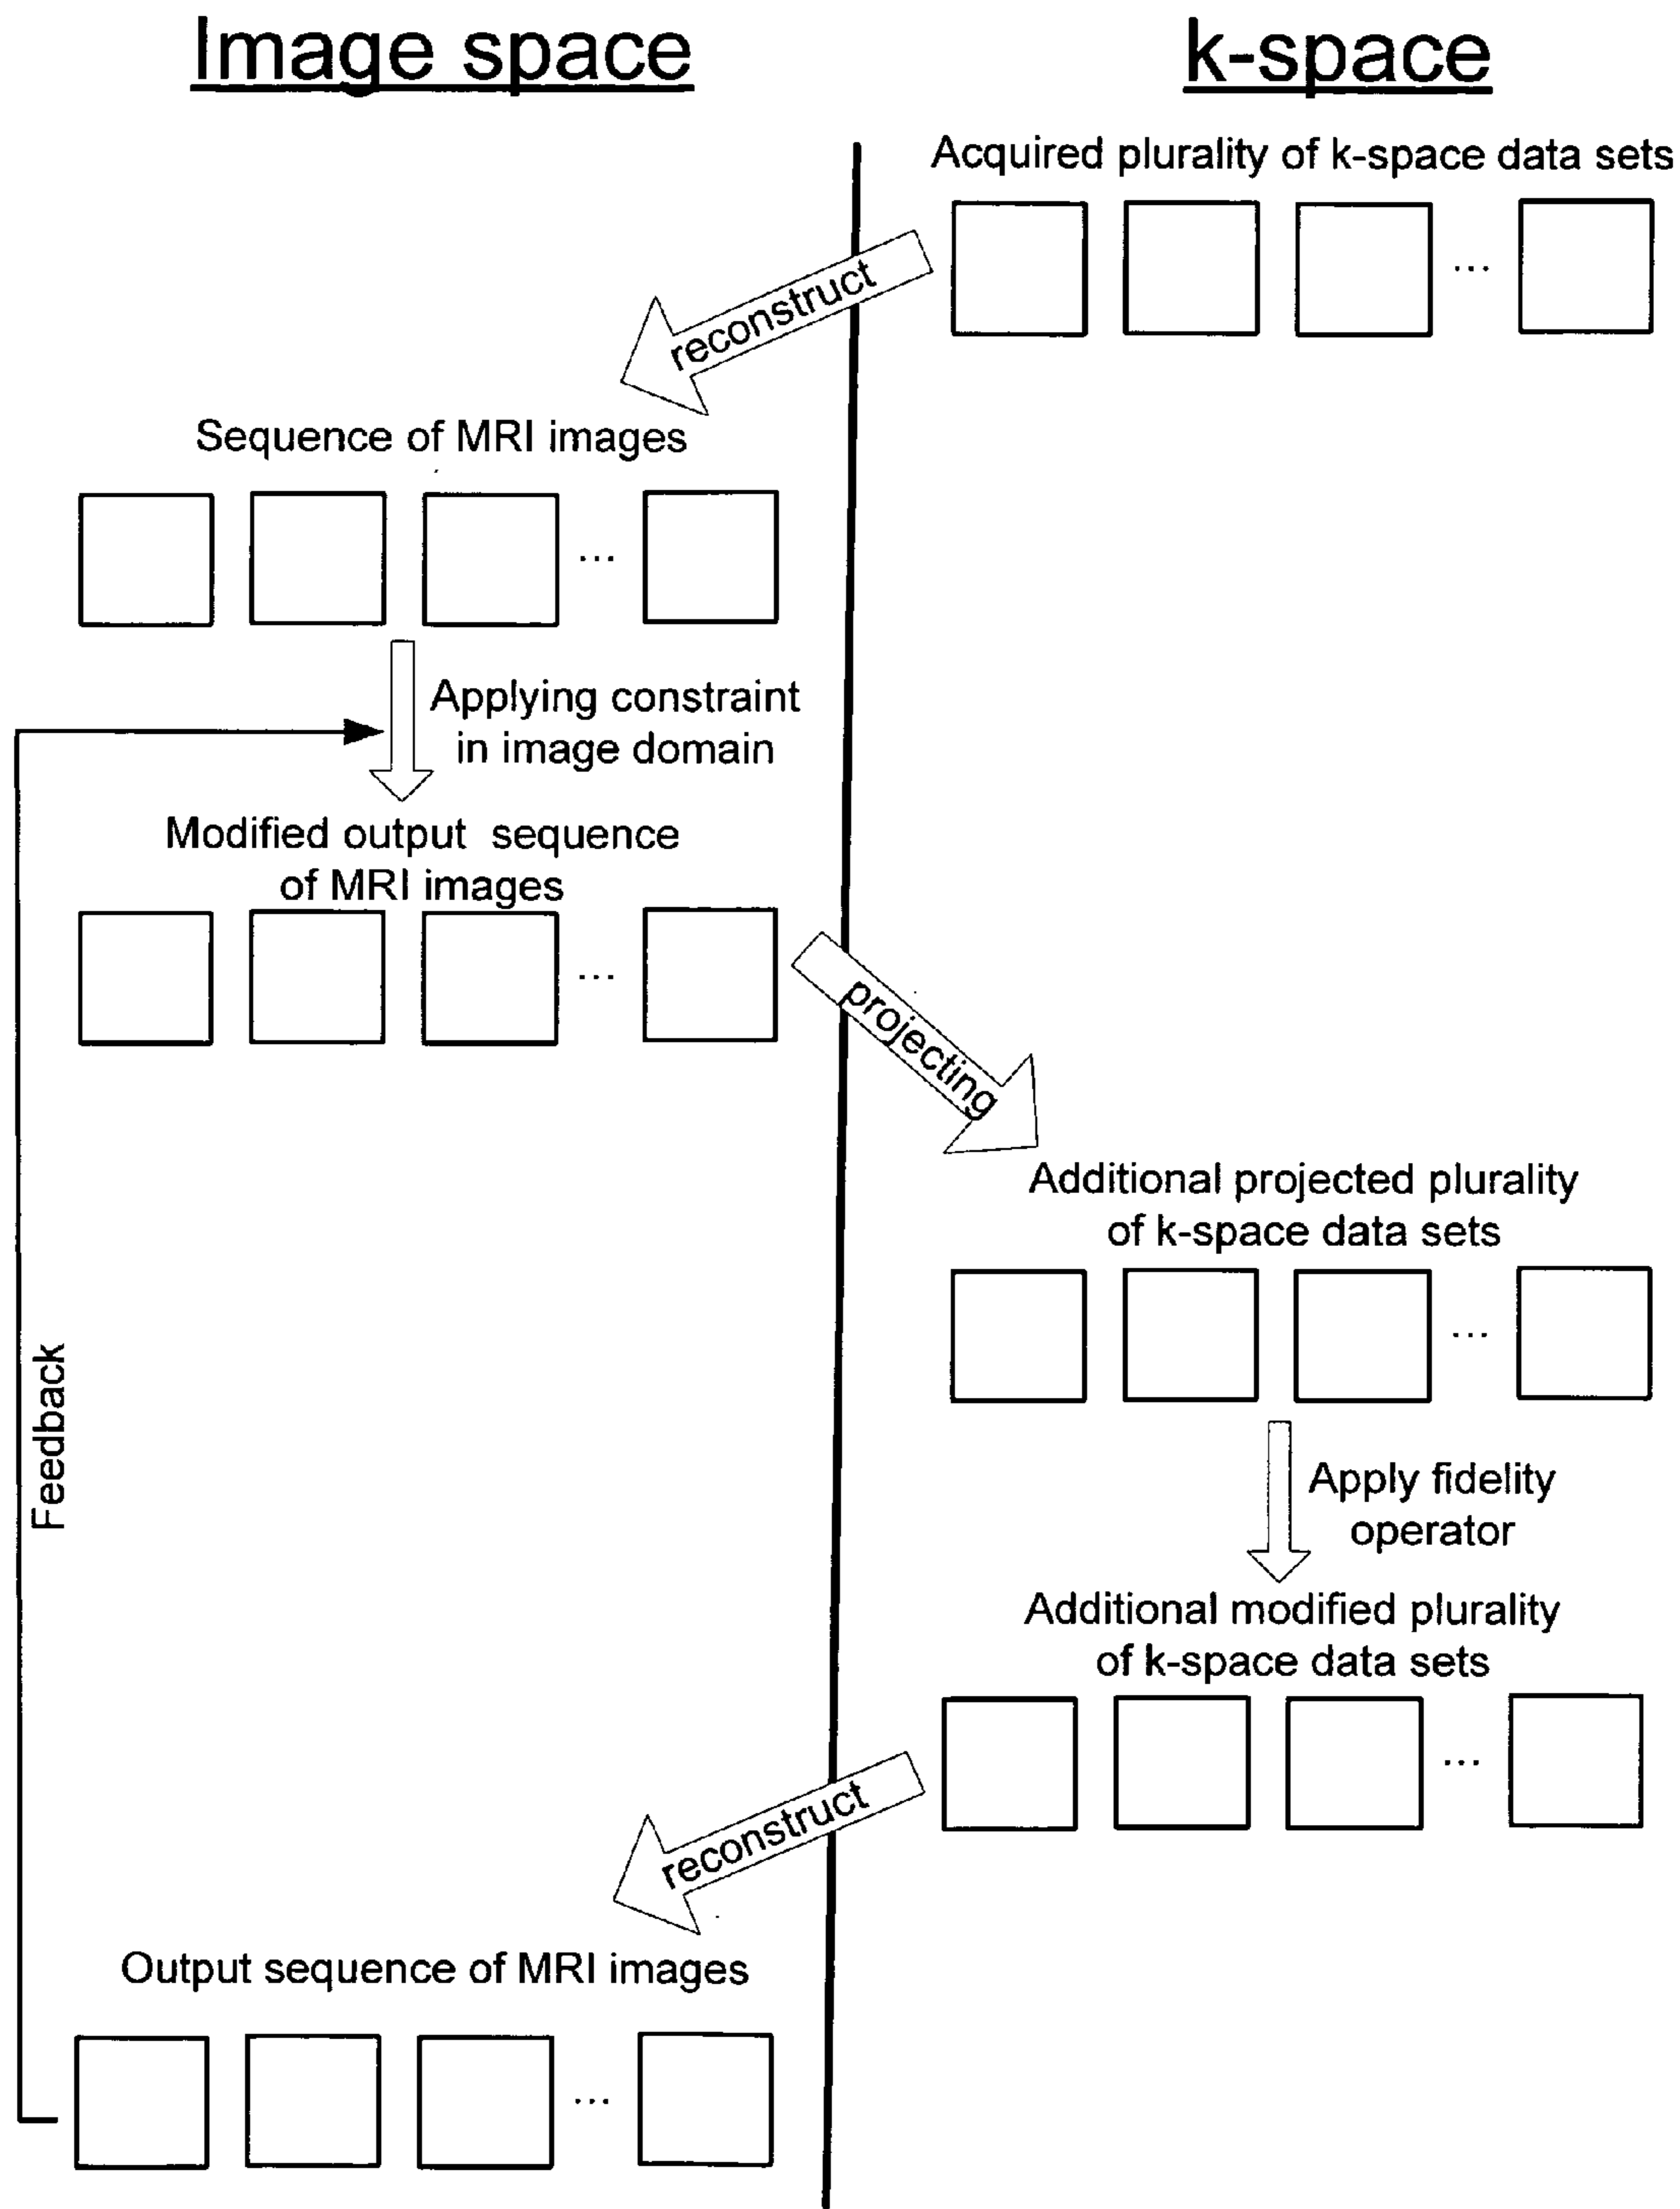 Image space
k-space
Acquired plurality of k-space data sets
...
reconstruct
Sequence of MRI images
...
Applying constraint
in image domain
Modified output sequence
of MRI images
...
projecting
Additional projected plurality
of k-space data sets
...
Feedback
Apply fidelity
operator
Additional modified plurality
of k-space data sets
...
reconstruct
Output sequence of MRI images
...